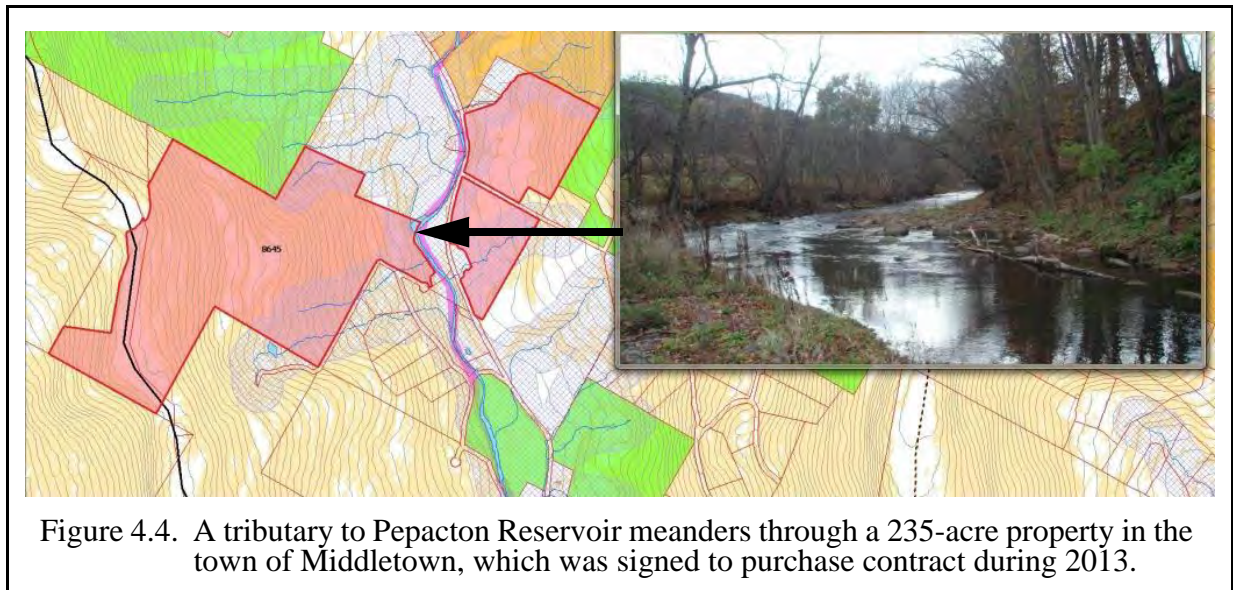 8645
Figure 4.4. A tributary to Pepacton Reservoir meanders through a 235-acre property in the
town of Middletown, which was signed to purchase contract during 2013.